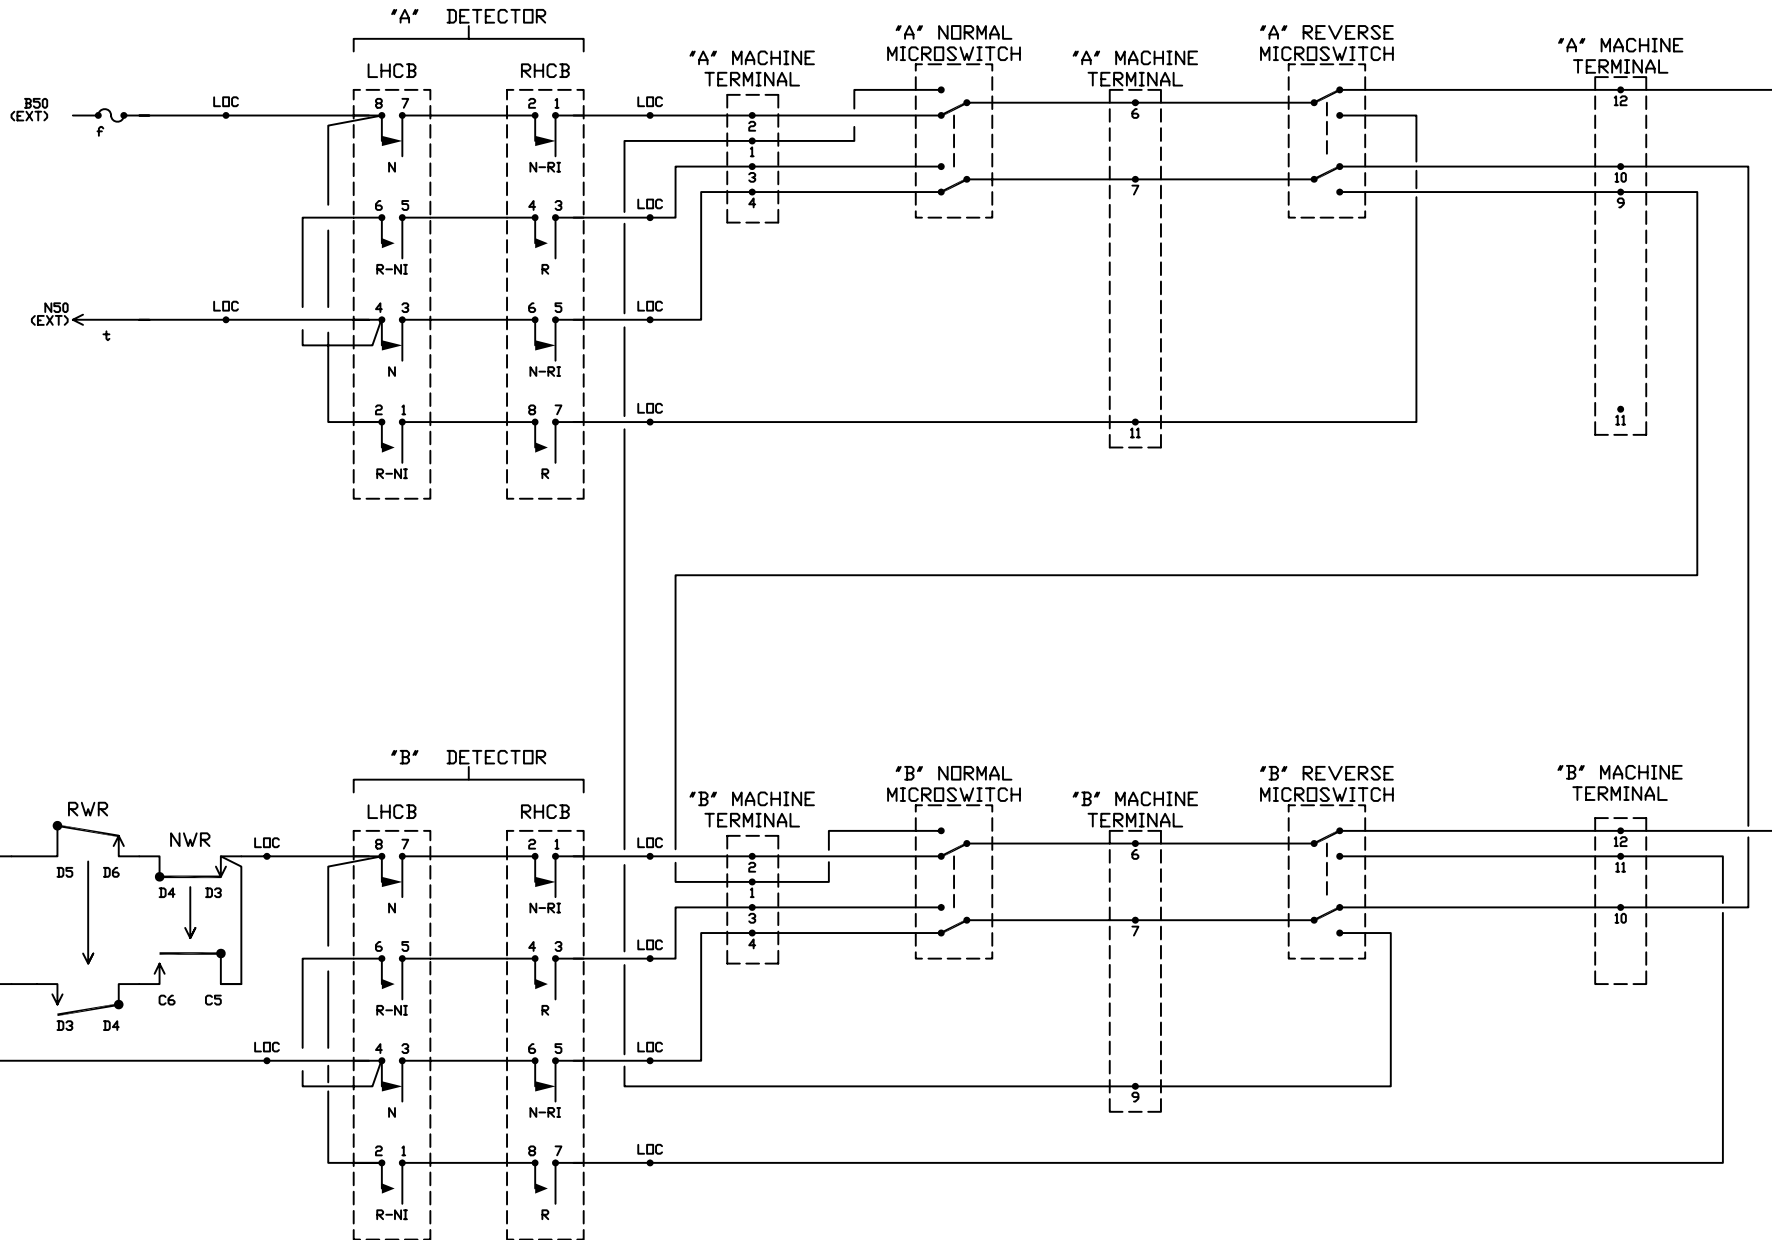 "A" DETECTOR
LHCB
RHCB
"A" MACHINE
TERMINAL
"A" NORMAL
MICROSWITCH
"A" MACHINE
TERMINAL
"A" REVERSE
MICROSWITCH
"A" MACHINE
TERMINAL
B50
(EXT)
f
LOC
8 7
N
2 1
N-RI
LOC
2
1
3
4
6
7
12
10
9
6 5
R-NI
4 3
R
LOC
N50
(EXT)
t
LOC
4 3
N
6 5
N-RI
LOC
2 1
R-NI
8 7
R
LOC
11
11
"B" DETECTOR
LHCB
RHCB
"B" MACHINE
TERMINAL
"B" NORMAL
MICROSWITCH
"B" MACHINE
TERMINAL
"B" REVERSE
MICROSWITCH
"B" MACHINE
TERMINAL
RWR
D5 D6
NWR
D4 D3
LOC
8 7
N
2 1
N-RI
LOC
2
1
3
4
6
7
12
11
10
C6 C5
D3 D4
6 5
R-NI
4 3
R
LOC
LOC
4 3
N
6 5
N-RI
LOC
9
2 1
R-NI
8 7
R
LOC